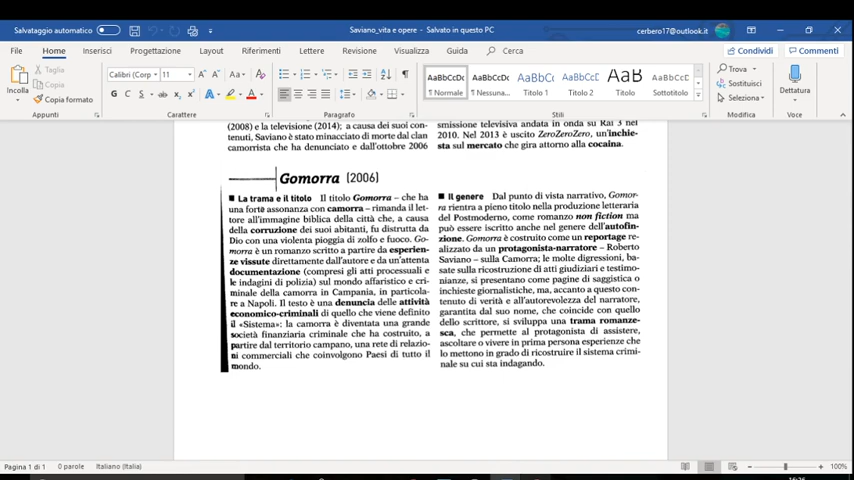 Salvataggio automatico
Saviano_vita e opere - Salvato in questo PC
cerbero17@outlook.it
File Home Inserisci Progettazione Layout Riferimenti Lettere Revisione Visualizza Guida Cerca
Condividi Commenti
Incolla
Taglia
Copia
Copia formato
Calibri (Corp 11
Aa
G C S ab x₂ x²
AaBbCcDc AaBbCcDc AaBbCc AaBbCcC AaB AaBbCcC
¶ Normale ¶ Nessuna... Titolo 1 Titolo 2 Titolo Sottotitolo
Trova
Sostituisci
Seleziona
Dettatura
Appunti Carattere Paragrafo Stili Modifica Voce
(2008) e la televisione (2014); a causa dei suoi con-
tenuti, Saviano è stato minacciato di morte dal clan
camorrista che ha denunciato e dall'ottobre 2006
smissione televisiva andata in onda su Rai 3 nel
2010. Nel 2013 è uscito ZeroZeroZero, un'inchie-
sta sul mercato che gira attorno alla cocaina.
Gomorra (2006)
■ La trama e il titolo Il titolo Gomorra – che ha
una forte assonanza con camorra – rimanda il let-
tore all'immagine biblica della città che, a causa
della corruzione dei suoi abitanti, fu distrutta da
Dio con una violenta pioggia di zolfo e fuoco. Go-
morra è un romanzo scritto a partire da esperien-
ze vissute direttamente dall'autore e da un'attenta
documentazione (compresi gli atti processuali e
le indagini di polizia) sul mondo affaristico e cri-
minale della camorra in Campania, in particola-
re a Napoli. Il testo è una denuncia delle attività
economico-criminali di quello che viene definito
il «Sistema»: la camorra è diventata una grande
società finanziaria criminale che ha costruito, a
partire dal territorio campano, una rete di relazio-
ni commerciali che coinvolgono Paesi di tutto il
mondo.
■ Il genere Dal punto di vista narrativo, Gomor-
ra rientra a pieno titolo nella produzione letteraria
del Postmoderno, come romanzo non fiction ma
può essere iscritto anche nel genere dell'autofin-
zione. Gomorra è costruito come un reportage re-
alizzato da un protagonista-narratore – Roberto
Saviano – sulla Camorra; le molte digressioni, ba-
sate sulla ricostruzione di atti giudiziari e testimo-
nianze, si presentano come pagine di saggistica o
inchieste giornalistiche, ma, accanto a questo con-
tenuto di verità e all'autorevolezza del narratore,
garantita dal suo nome, che coincide con quello
dello scrittore, si sviluppa una trama romanze-
sca, che permette al protagonista di assistere,
ascoltare o vivere in prima persona esperienze che
lo mettono in grado di ricostruire il sistema crimi-
nale su cui sta indagando.
Pagina 1 di 1 0 parole Italiano (Italia)
100%